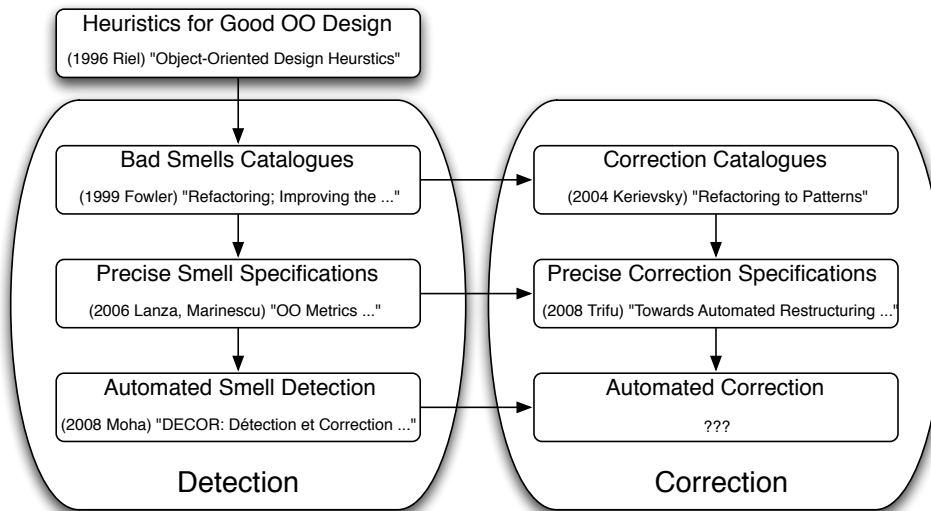 Heuristics for Good OO Design
(1996 Riel) "Object-Oriented Design Heurstics"
Bad Smells Catalogues
(1999 Fowler) "Refactoring; Improving the ..."
Precise Smell Specifications
(2006 Lanza, Marinescu) "OO Metrics ..."
Automated Smell Detection
(2008 Moha) "DECOR: Détection et Correction ..."
Detection
Correction Catalogues
(2004 Kerievsky) "Refactoring to Patterns"
Precise Correction Specifications
(2008 Trifu) "Towards Automated Restructuring ..."
Automated Correction
???
Correction